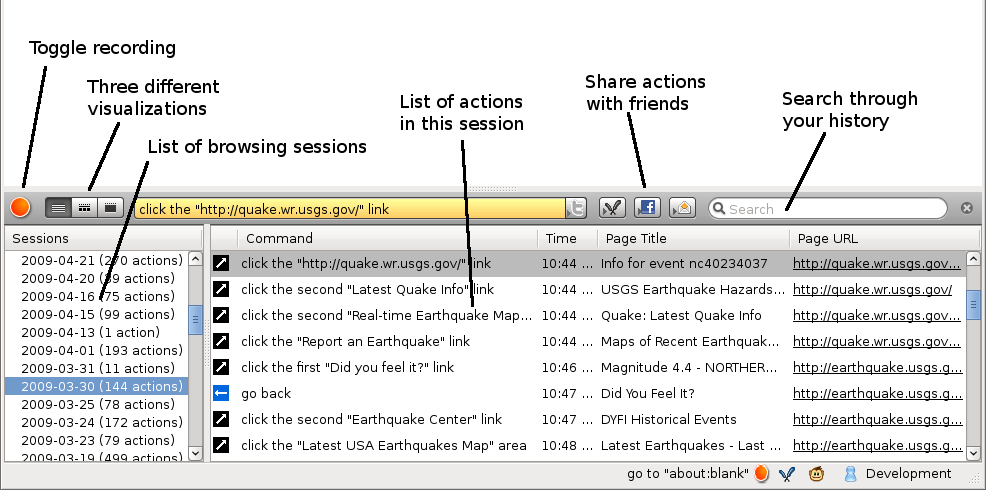 Toggle recording
Three different
visualizations
List of browsing sessions
List of actions
in this session
Share actions
with friends
Search through
your history
click the "http://quake.wr.usgs.gov/" link
Search
Sessions
Command Time Page Title Page URL
2009-04-21 (270 actions)
2009-04-20 (89 actions)
2009-04-16 (75 actions)
2009-04-15 (99 actions)
2009-04-13 (1 action)
2009-04-01 (193 actions)
2009-03-31 (11 actions)
2009-03-30 (144 actions)
2009-03-25 (78 actions)
2009-03-24 (172 actions)
2009-03-23 (79 actions)
2009-03-19 (499 actions)
click the "http://quake.wr.usgs.gov/" link 10:44 ... Info for event nc40234037 http://quake.wr.usgs.gov...
click the second "Latest Quake Info" link 10:44 ... USGS Earthquake Hazards... http://quake.wr.usgs.gov/
click the second "Real-time Earthquake Map... 10:44 ... Quake: Latest Quake Info http://quake.wr.usgs.gov...
click the "Report an Earthquake" link 10:44 ... Maps of Recent Earthquak... http://quake.wr.usgs.gov...
click the first "Did you feel it?" link 10:46 ... Magnitude 4.4 - NORTHER... http://earthquake.usgs.g...
go back 10:47 ... Did You Feel It? http://earthquake.usgs.g...
click the second "Earthquake Center" link 10:47 ... DYFI Historical Events http://earthquake.usgs.g...
click the "Latest USA Earthquakes Map" area 10:48 ... Latest Earthquakes - Last ... http://earthquake.usgs.g...
go to "about:blank" Development